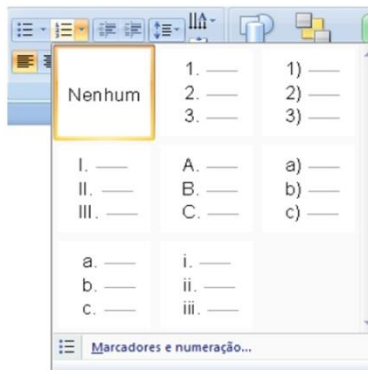 Nenhum
1. 
2. 
3. 
1) 
2) 
3) 
I. 
II. 
III. 
A. 
B. 
C. 
a) 
b) 
c) 
a. 
b. 
c. 
i. 
ii. 
iii. 
Marcadores e numeração...